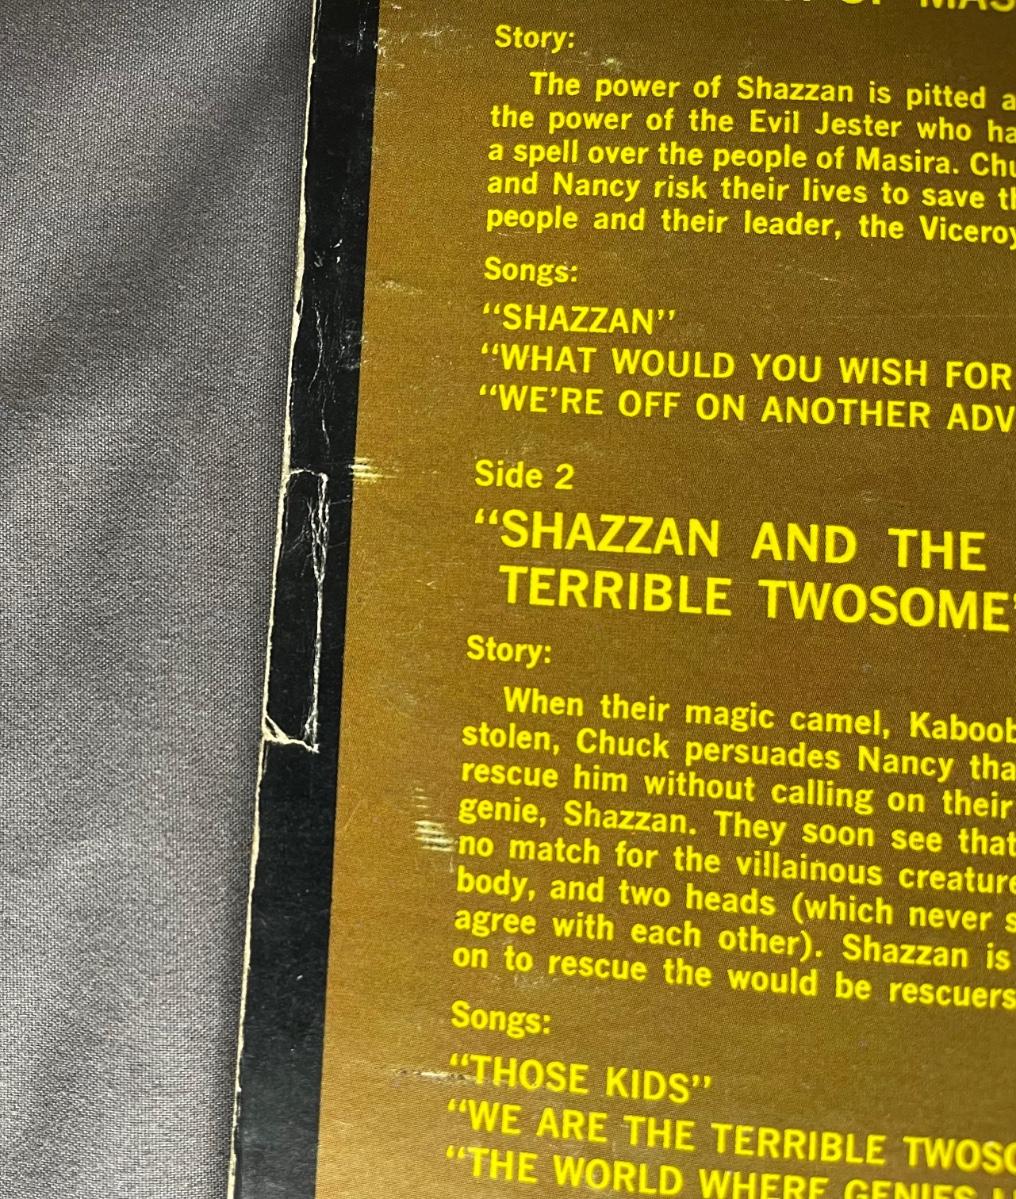 OF MAS
Story:
The power of Shazzan is pitted a
the power of the Evil Jester who ha
a spell over the people of Masira. Chu
and Nancy risk their lives to save th
people and their leader, the Viceroy
Songs:
“SHAZZAN”
“WHAT WOULD YOU WISH FOR
“WE’RE OFF ON ANOTHER ADV
Side 2
“SHAZZAN AND THE
TERRIBLE TWOSOME”
Story:
When their magic camel, Kaboob
stolen, Chuck persuades Nancy tha
rescue him without calling on their
genie, Shazzan. They soon see that
no match for the villainous creature
body, and two heads (which never s
agree with each other). Shazzan is
on to rescue the would be rescuers
Songs:
“THOSE KIDS”
“WE ARE THE TERRIBLE TWOSO
“THE WORLD WHERE GENIES